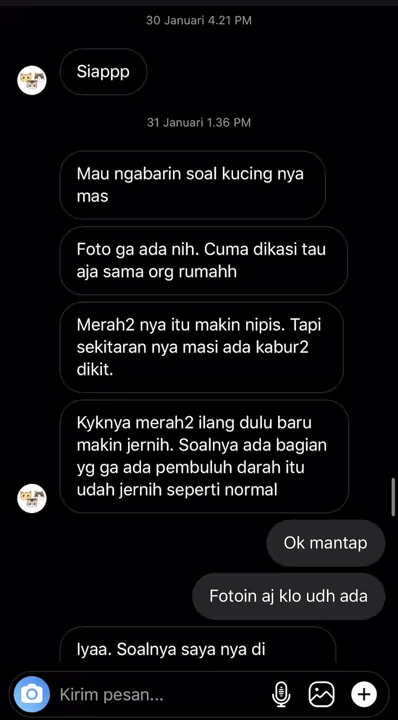 30 Januari 4.21 PM
Siappp
31 Januari 1.36 PM
Mau ngabarin soal kucing nya
mas
Foto ga ada nih. Cuma dikasi tau
aja sama org rumahh
Merah2 nya itu makin nipis. Tapi
sekitaran nya masi ada kabur2
dikit.
Kyknya merah2 ilang dulu baru
makin jernih. Soalnya ada bagian
yg ga ada pembuluh darah itu
udah jernih seperti normal
Ok mantap
Fotoin aj klo udh ada
Iyaa. Soalnya saya nya di
Kirim pesan...